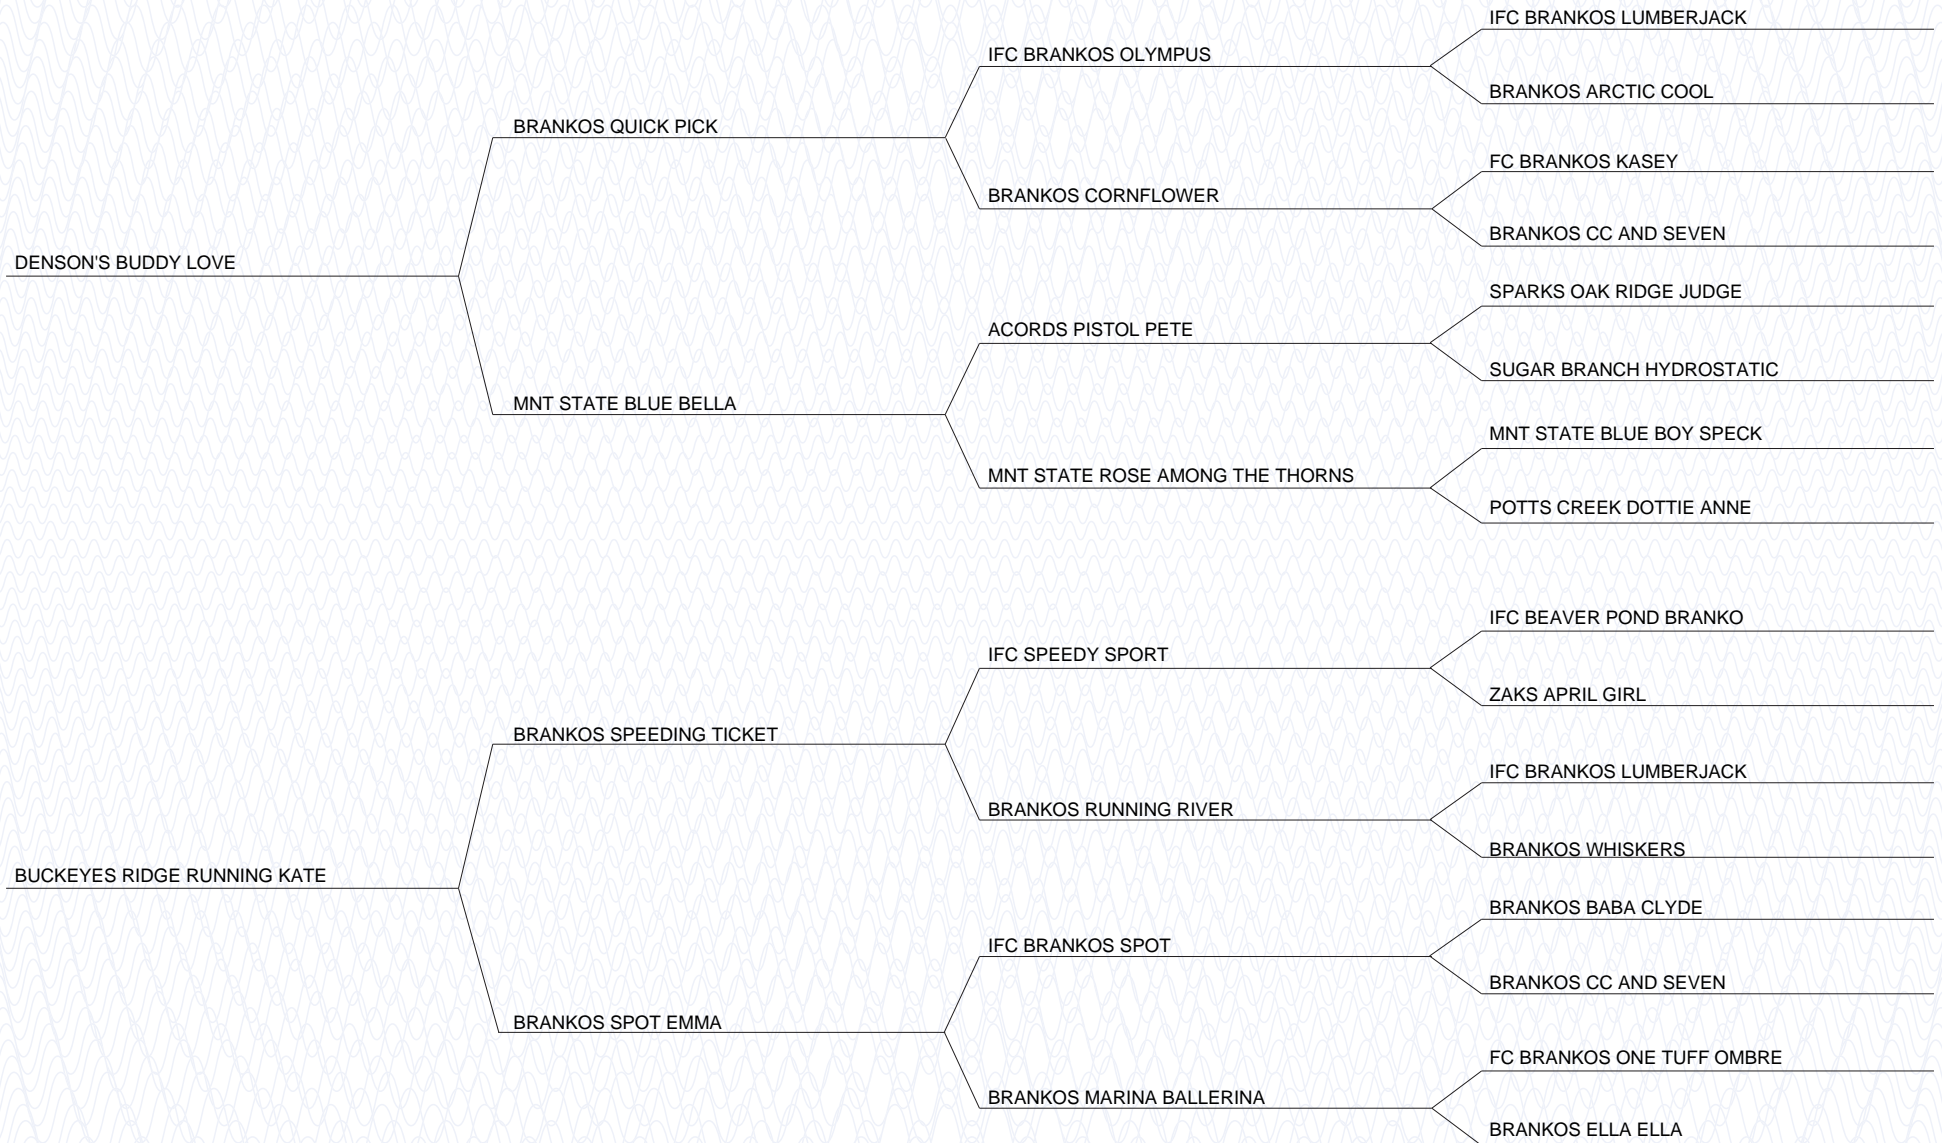 IFC BRANKOS LUMBERJACK
IFC BRANKOS OLYMPUS
BRANKOS ARCTIC COOL
BRANKOS QUICK PICK
FC BRANKOS KASEY
BRANKOS CORNFLOWER
BRANKOS CC AND SEVEN
DENSON'S BUDDY LOVE
SPARKS OAK RIDGE JUDGE
ACORDS PISTOL PETE
SUGAR BRANCH HYDROSTATIC
MNT STATE BLUE BELLA
MNT STATE BLUE BOY SPECK
MNT STATE ROSE AMONG THE THORNS
POTTS CREEK DOTTIE ANNE
IFC BEAVER POND BRANKO
IFC SPEEDY SPORT
ZAKS APRIL GIRL
BRANKOS SPEEDING TICKET
IFC BRANKOS LUMBERJACK
BRANKOS RUNNING RIVER
BRANKOS WHISKERS
BUCKEYES RIDGE RUNNING KATE
BRANKOS BABA CLYDE
IFC BRANKOS SPOT
BRANKOS CC AND SEVEN
BRANKOS SPOT EMMA
FC BRANKOS ONE TUFF OMBRE
BRANKOS MARINA BALLERINA
BRANKOS ELLA ELLA